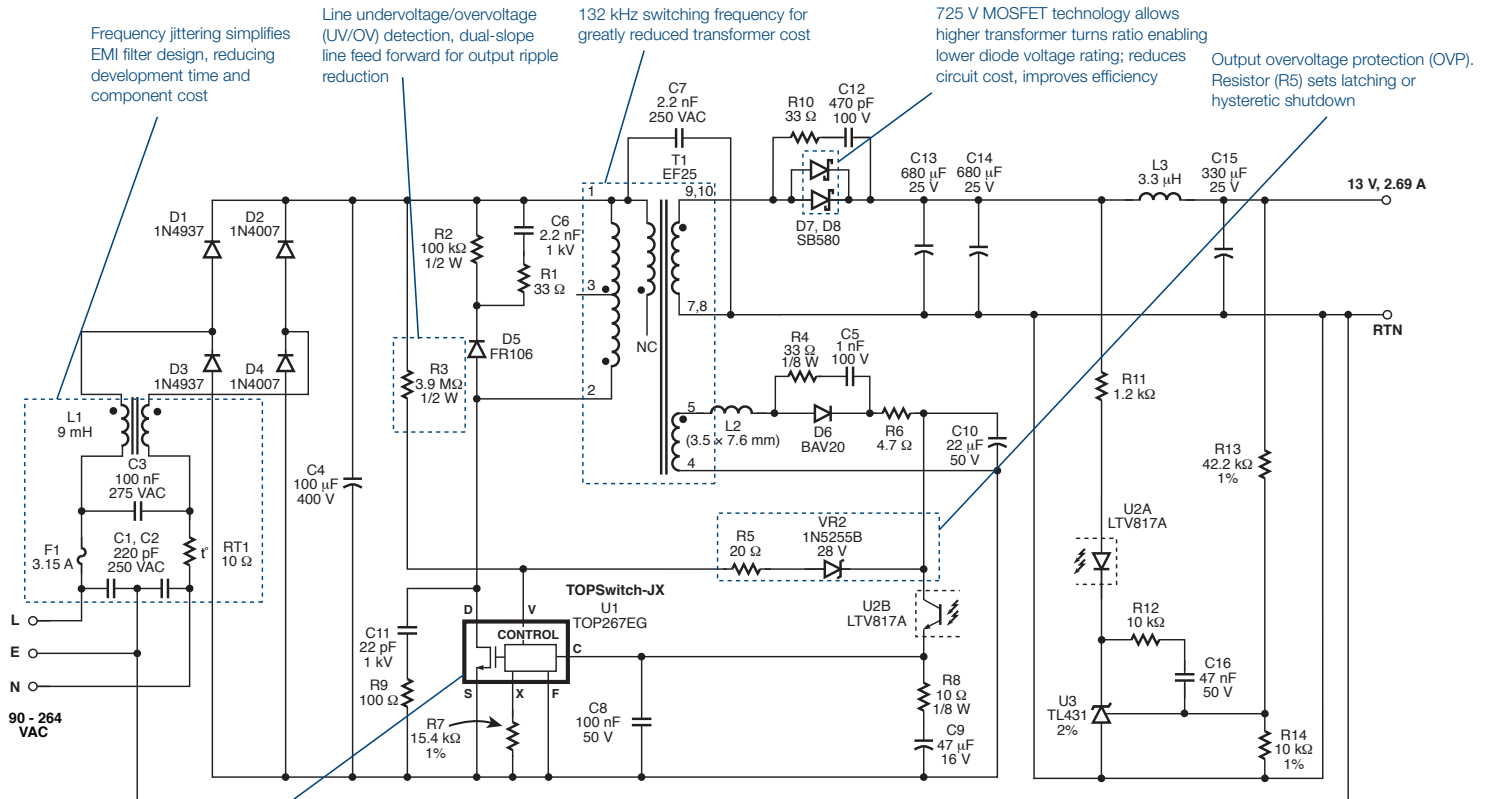 Frequency jittering simplifies
EMI filter design, reducing
development time and
component cost
Line undervoltage/overvoltage
(UV/OV) detection, dual-slope
line feed forward for output ripple
reduction
132 kHz switching frequency for
greatly reduced transformer cost
725 V MOSFET technology allows
higher transformer turns ratio enabling
lower diode voltage rating; reduces
circuit cost, improves efficiency
Output overvoltage protection (OVP).
Resistor (R5) sets latching or
hysteretic shutdown
C7
2.2 nF
250 VAC
R10
33 Ω
C12
470 pF
100 V
T1
EF25
1
9,10
D7, D8
SB580
C13
680 µF
25 V
C14
680 µF
25 V
L3
3.3 µH
C15
330 µF
25 V
13 V, 2.69 A
D1
1N4937
D2
1N4007
R2
100 kΩ
1/2 W
C6
2.2 nF
1 kV
R1
33 Ω
3
7,8
RTN
NC
D5
FR106
D3
1N4937
D4
1N4007
R3
3.9 MΩ
1/2 W
2
R4
33 Ω
1/8 W
C5
1 nF
100 V
5
L2
(3.5 × 7.6 mm)
D6
BAV20
R6
4.7 Ω
4
C10
22 µF
50 V
R11
1.2 kΩ
R13
42.2 kΩ
1%
L1
9 mH
C3
100 nF
275 VAC
C4
100 µF
400 V
F1
3.15 A
C1, C2
220 pF
250 VAC
t°
RT1
10 Ω
R5
20 Ω
VR2
1N5255B
28 V
U2A
LTV817A
L
E
N
90 - 264
VAC
TOPSwitch-JX
U1
TOP267EG
D
V
CONTROL
C
S
X
F
U2B
LTV817A
C11
22 pF
1 kV
R9
100 Ω
R7
15.4 kΩ
1%
C8
100 nF
50 V
R8
10 Ω
1/8 W
C9
47 µF
16 V
R12
10 kΩ
C16
47 nF
50 V
U3
TL431
2%
R14
10 kΩ
1%